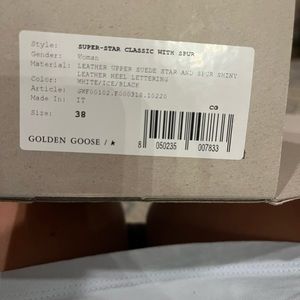 Style: SUPER-STAR CLASSIC WITH SPUR
Gender: Woman
Material: LEATHER UPPER SUEDE STAR AND SPUR SHINY
LEATHER HEEL LETTERING
Color: WHITE/ICE/BLACK
Article: GWF00102.F000318.10220
Made In: IT
Size: 38
CO
GOLDEN GOOSE /
8 050235 007833